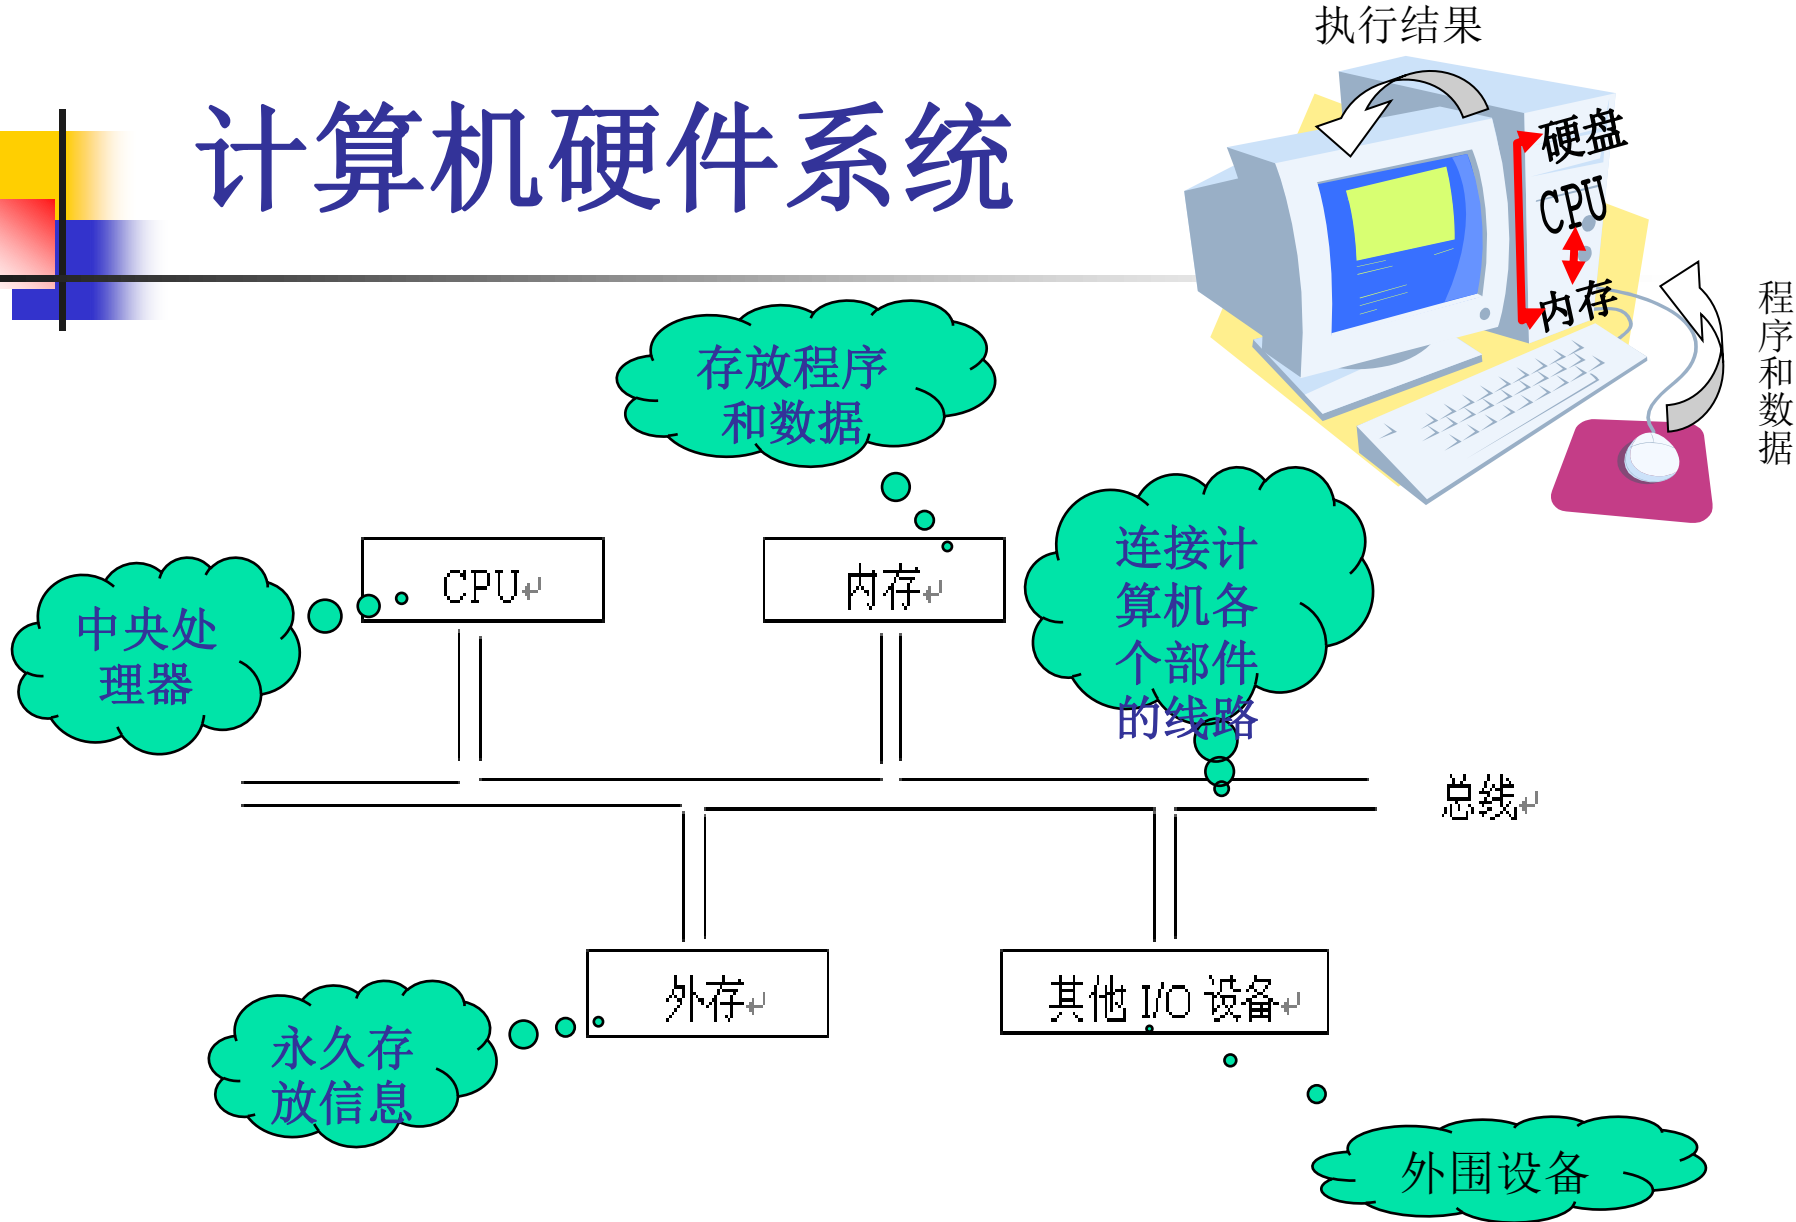 执行结果
计算机硬件系统
硬盘
CPU
内存
程序和数据
存放程序
和数据
连接计
算机各
个部件
的线路
CPU
内存
中央处
理器
总线
外存
其他 I/O 设备
永久存
放信息
外围设备